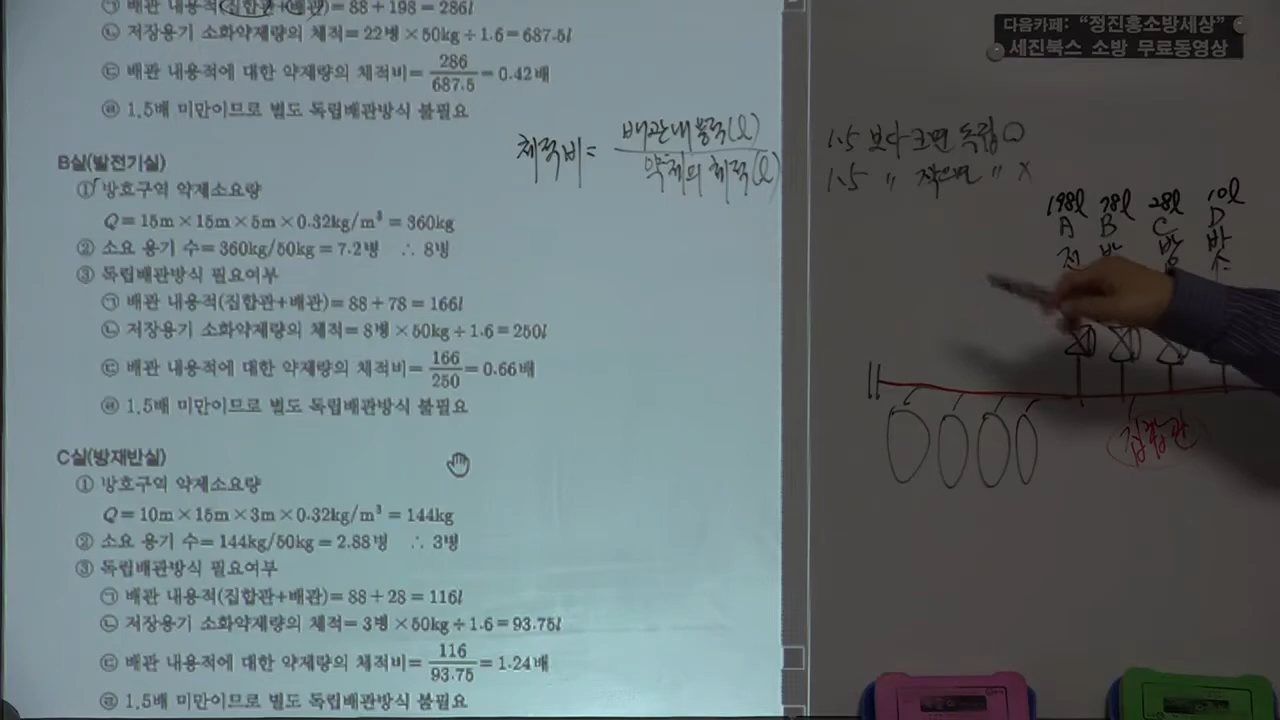 ㉠ 배관 내용적(집합관+배관)= 88 + 198 = 286l
㉡ 저장용기 소화약제량의 체적= 22병 × 50kg ÷ 1.6 = 687.5l
㉢ 배관 내용적에 대한 약제량의 체적비= 286/687.5 = 0.42배
㉣ 1.5배 미만이므로 별도 독립배관방식 불필요
B실(발전기실)
① 방호구역 약제소요량
Q = 15m × 15m × 5m × 0.32kg/m³ = 360kg
② 소요 용기 수= 360kg/50kg = 7.2병 ∴ 8병
③ 독립배관방식 필요여부
㉠ 배관 내용적(집합관+배관)= 88 + 78 = 166l
㉡ 저장용기 소화약제량의 체적= 8병 × 50kg ÷ 1.6 = 250l
㉢ 배관 내용적에 대한 약제량의 체적비= 166/250 = 0.66배
㉣ 1.5배 미만이므로 별도 독립배관방식 불필요
C실(방재반실)
① 방호구역 약제소요량
Q = 10m × 15m × 3m × 0.32kg/m³ = 144kg
② 소요 용기 수= 144kg/50kg = 2.88병 ∴ 3병
③ 독립배관방식 필요여부
㉠ 배관 내용적(집합관+배관)= 88 + 28 = 116l
㉡ 저장용기 소화약제량의 체적= 3병 × 50kg ÷ 1.6 = 93.75l
㉢ 배관 내용적에 대한 약제량의 체적비= 116/93.75 = 1.24배
㉣ 1.5배 미만이므로 별도 독립배관방식 불필요
체적비= 배관내용적(l)/약제의 체적(l)
다음카페: "정진홍소방세상"
세진북스 소방 무료동영상
1.5 보다 크면 독립 O
1.5 〃 작으면 〃 X
198l 78l 28l 10l
A B C D
전 발 방
집합관